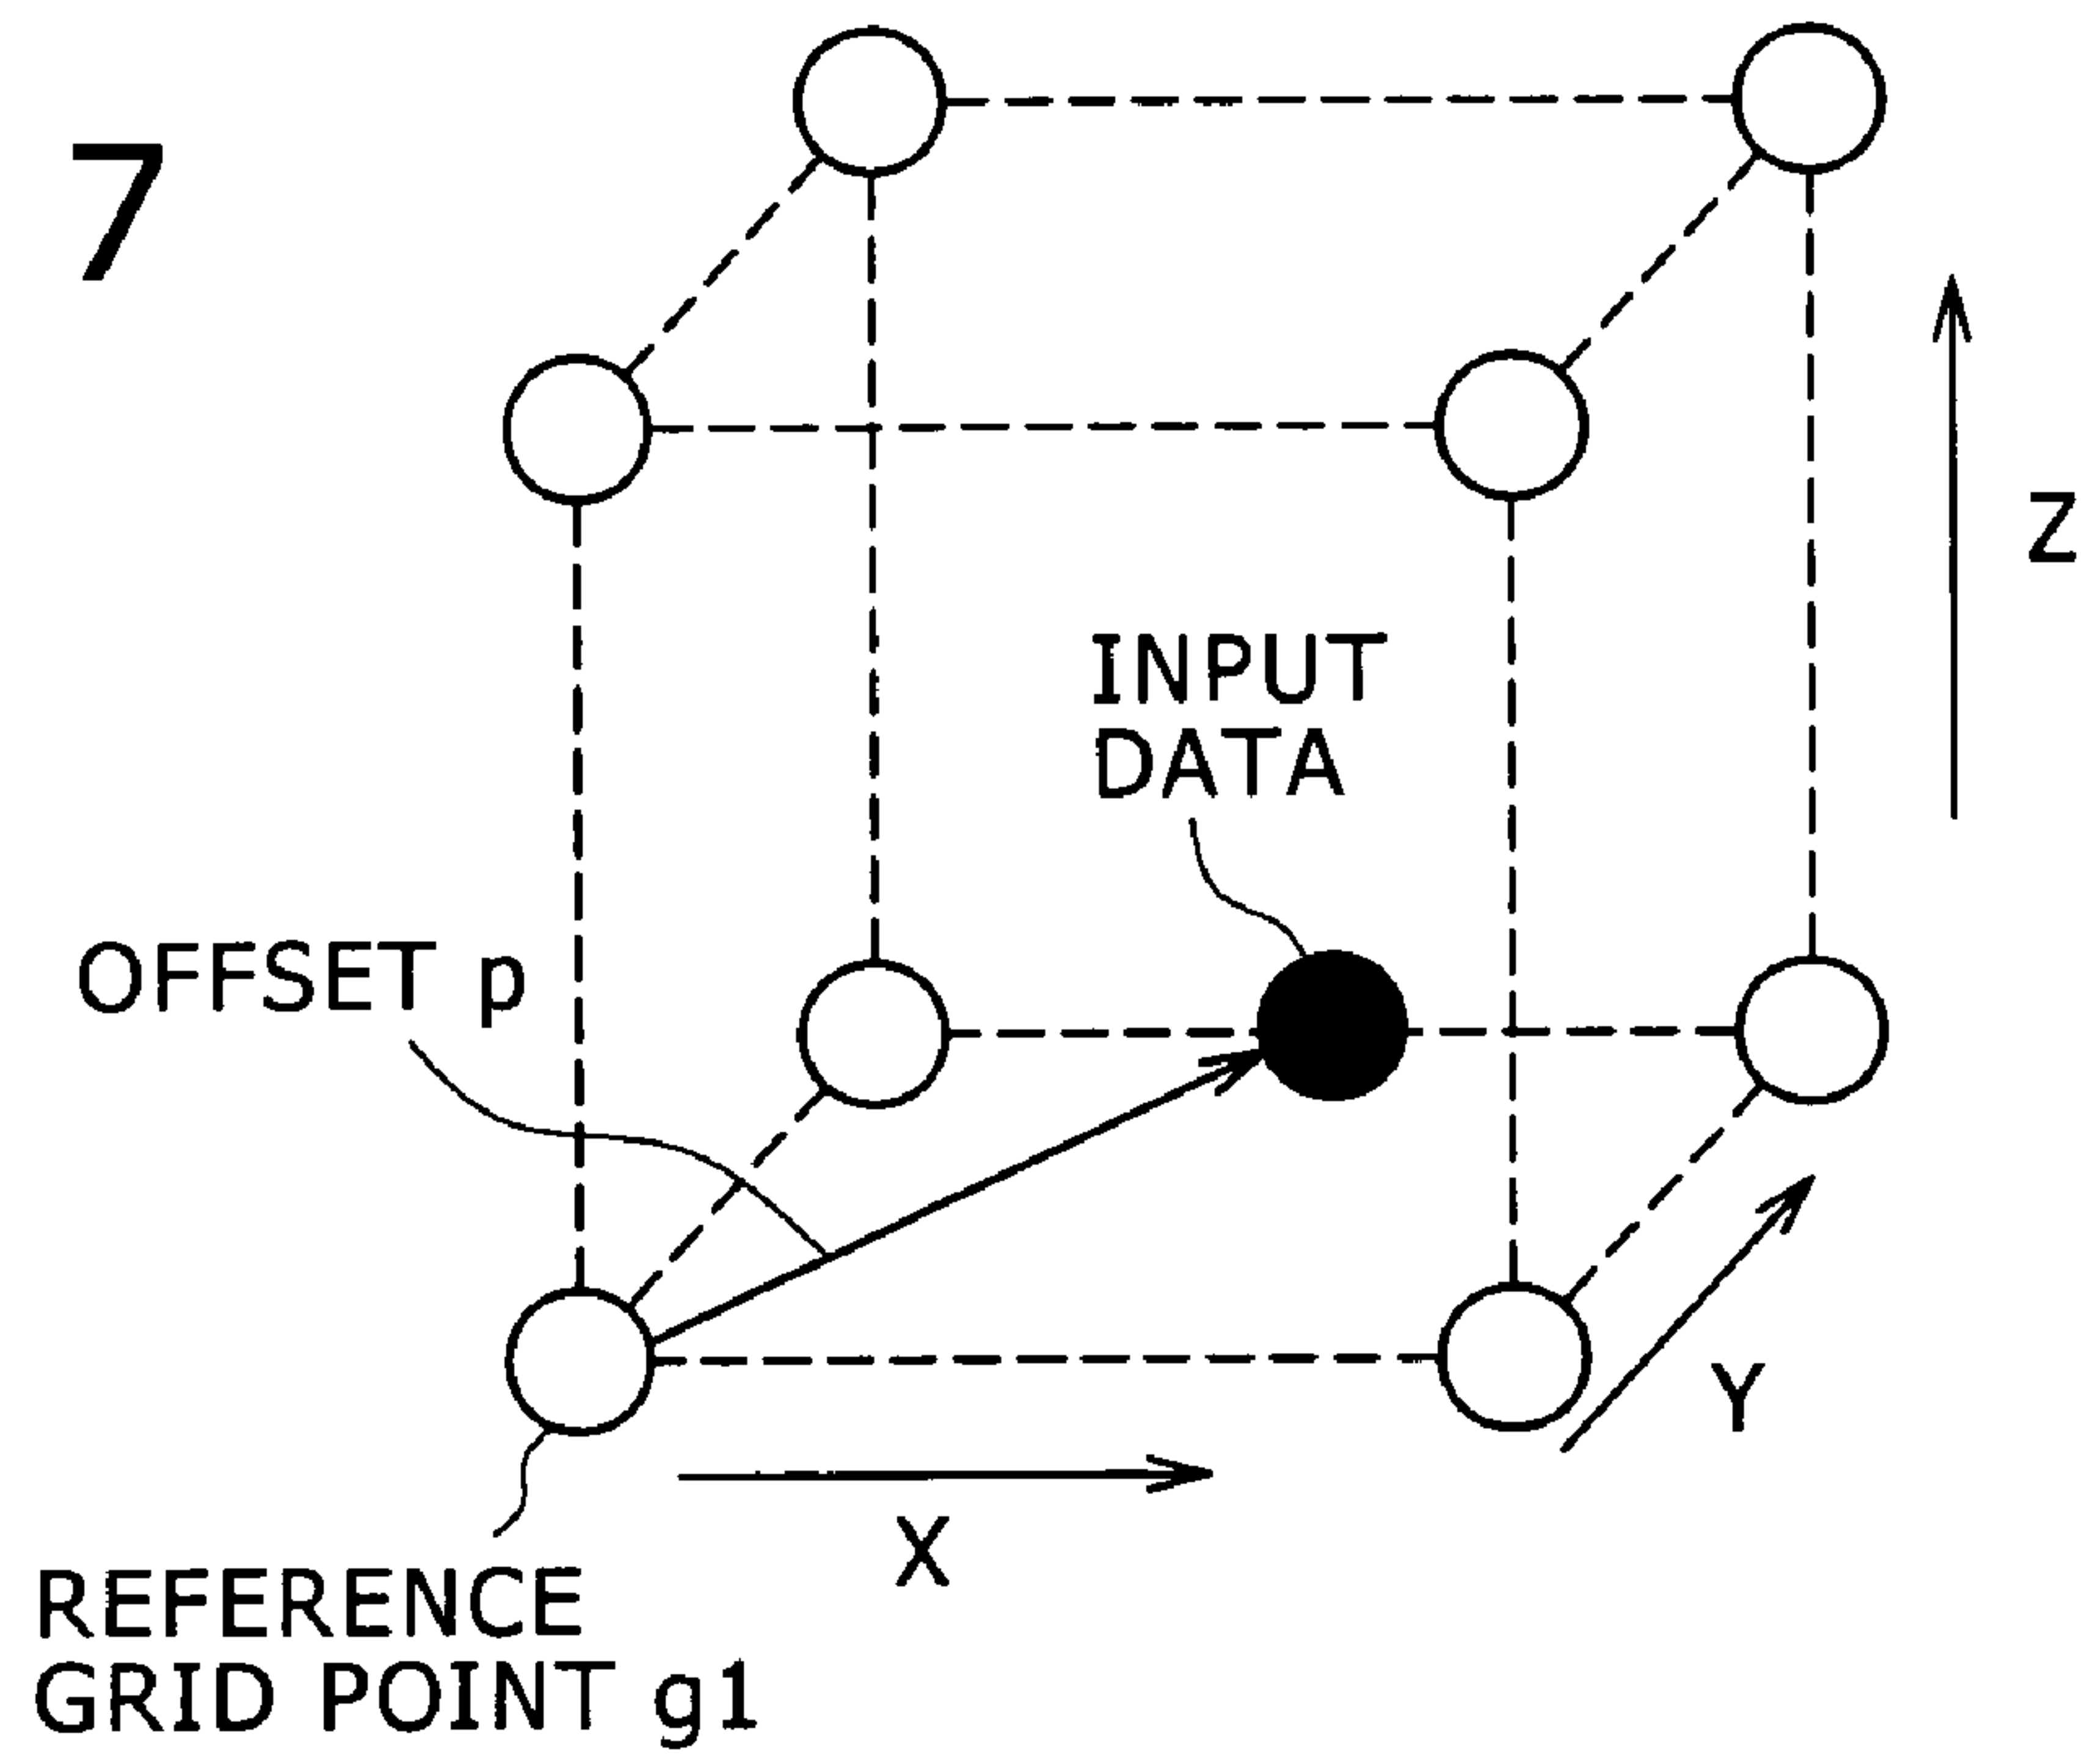 7
Z
INPUT
DATA
OFFSET p
Y
X
REFERENCE
GRID POINT g1